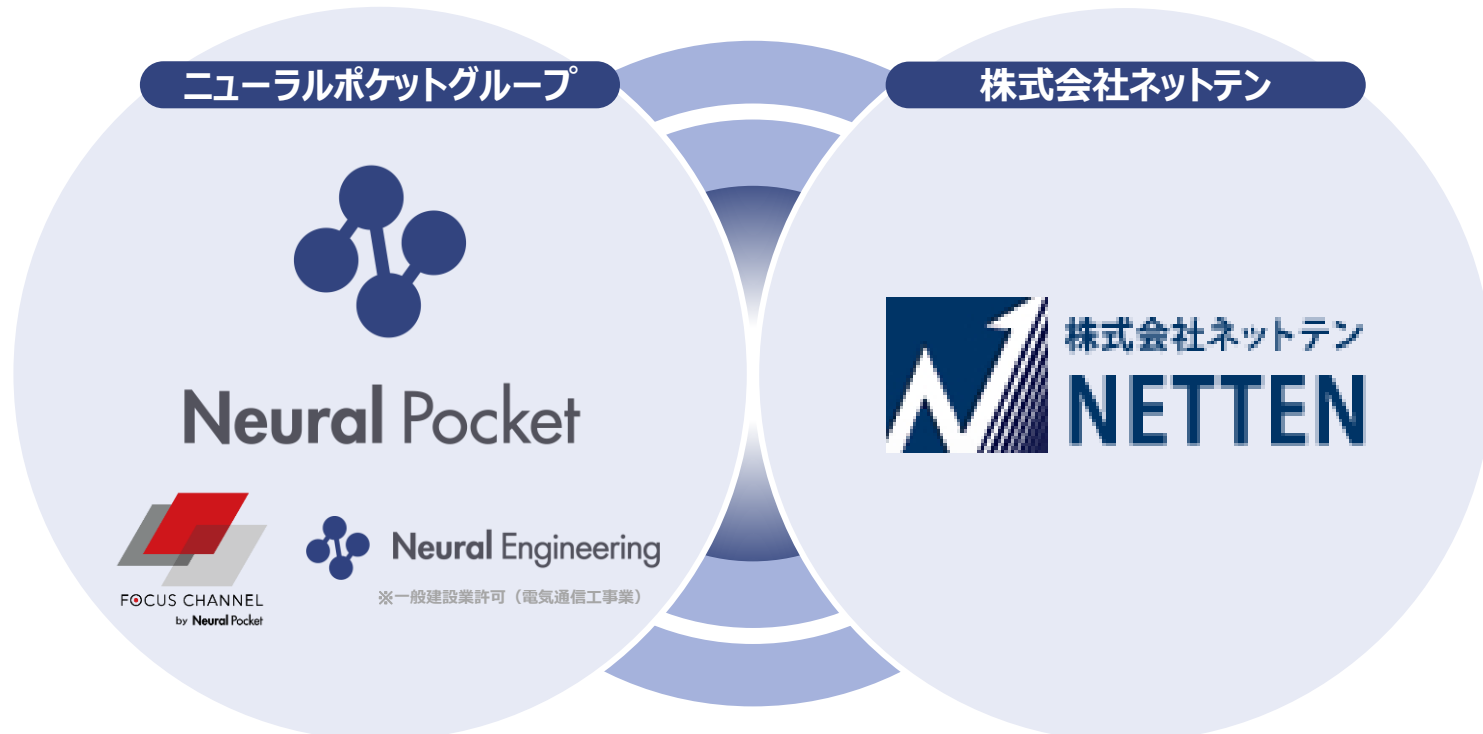 ニューラルポケットグループ
Neural Pocket
FOCUS CHANNEL
by Neural Pocket
Neural Engineering
※一般建設業許可（電気通信工事業）
株式会社ネットテン
株式会社ネットテン
NETTEN